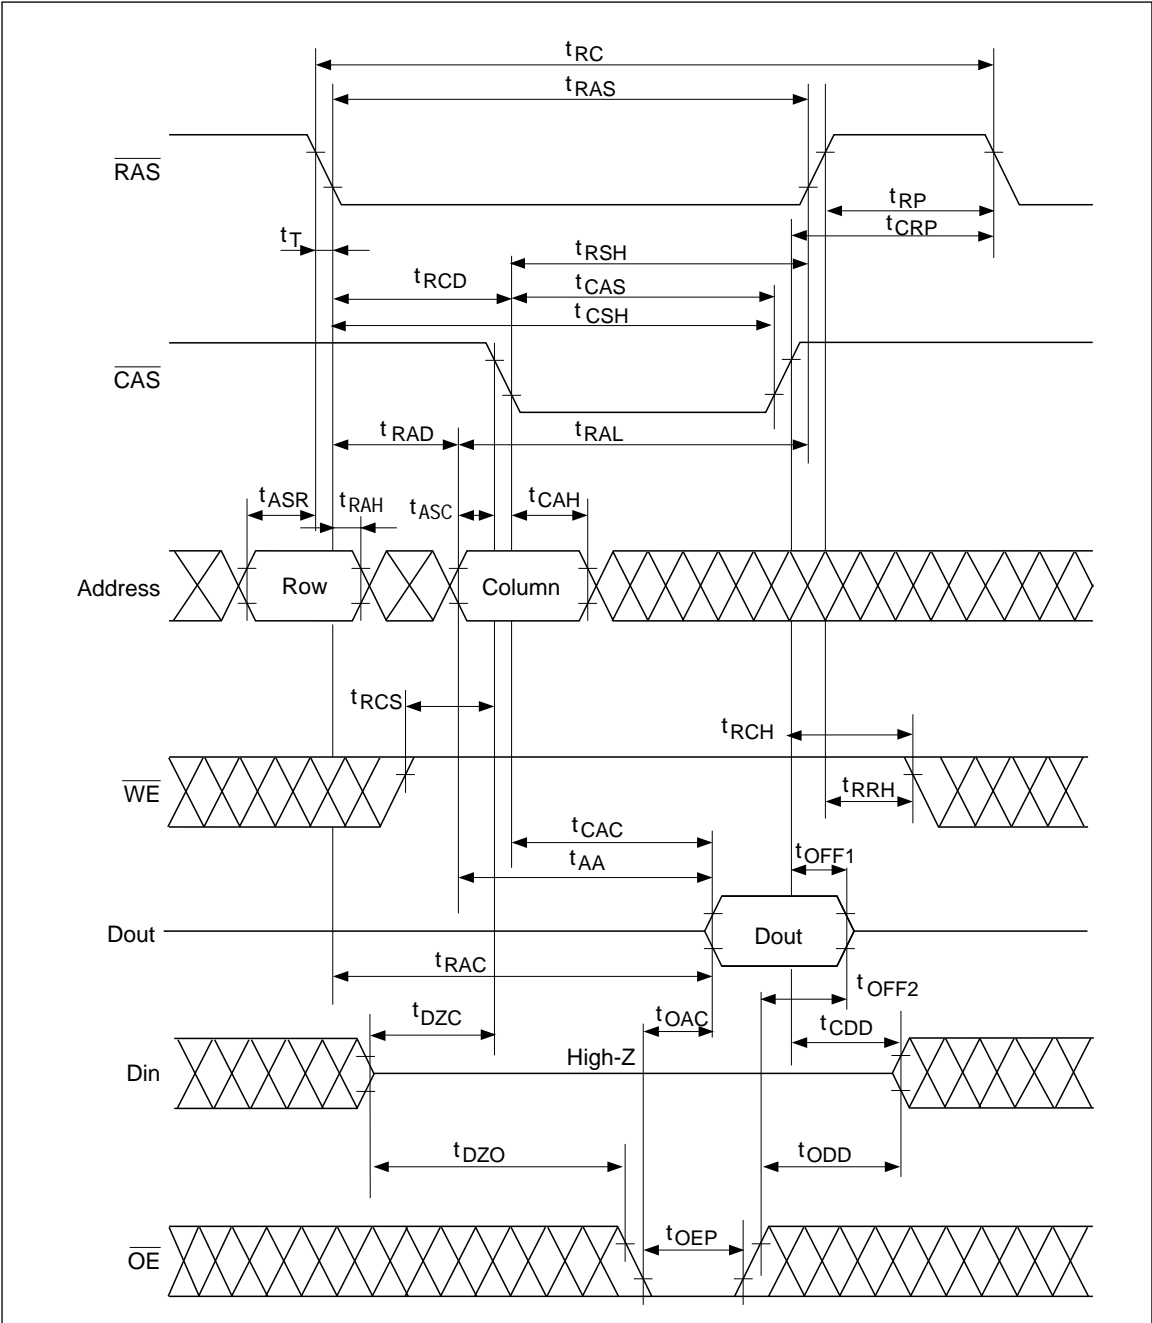 tRC
tRAS
RAS
tRP
tT
tCRP
tRSH
tRCD
tCAS
tCSH
CAS
tRAD
tRAL
tASR
tRAH
tASC
tCAH
Address
Row
Column
tRCS
tRCH
WE
tRRH
tCAC
tOFF1
tAA
Dout
Dout
tRAC
tOFF2
tDZC
tOAC
tCDD
High-Z
Din
tDZO
tODD
tOEP
OE